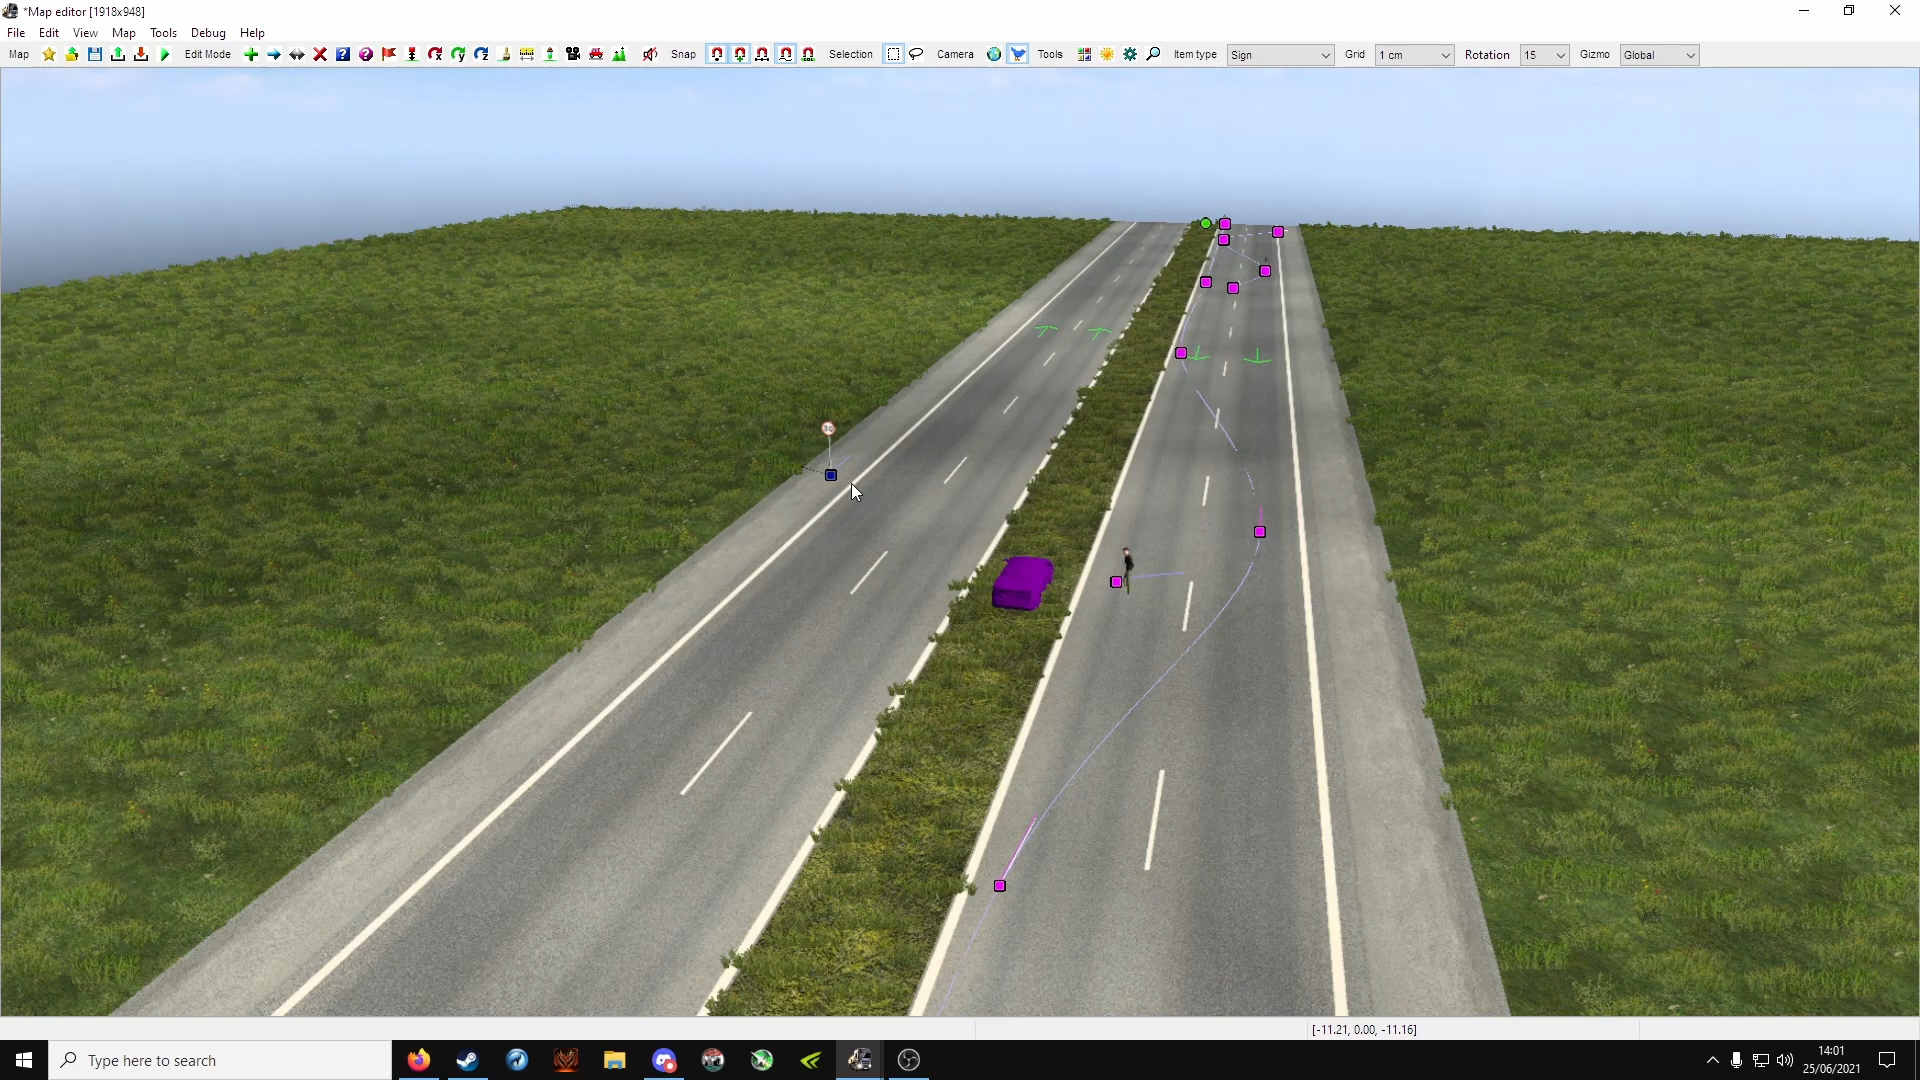 *Map editor [1918x948]
File Edit View Map Tools Debug Help
Map Edit Mode Snap Selection Camera Tools Item type Sign Grid 1 cm Rotation 15 Gizmo Global
[-11.21, 0.00, -11.16]
Type here to search
14:01
25/06/2021